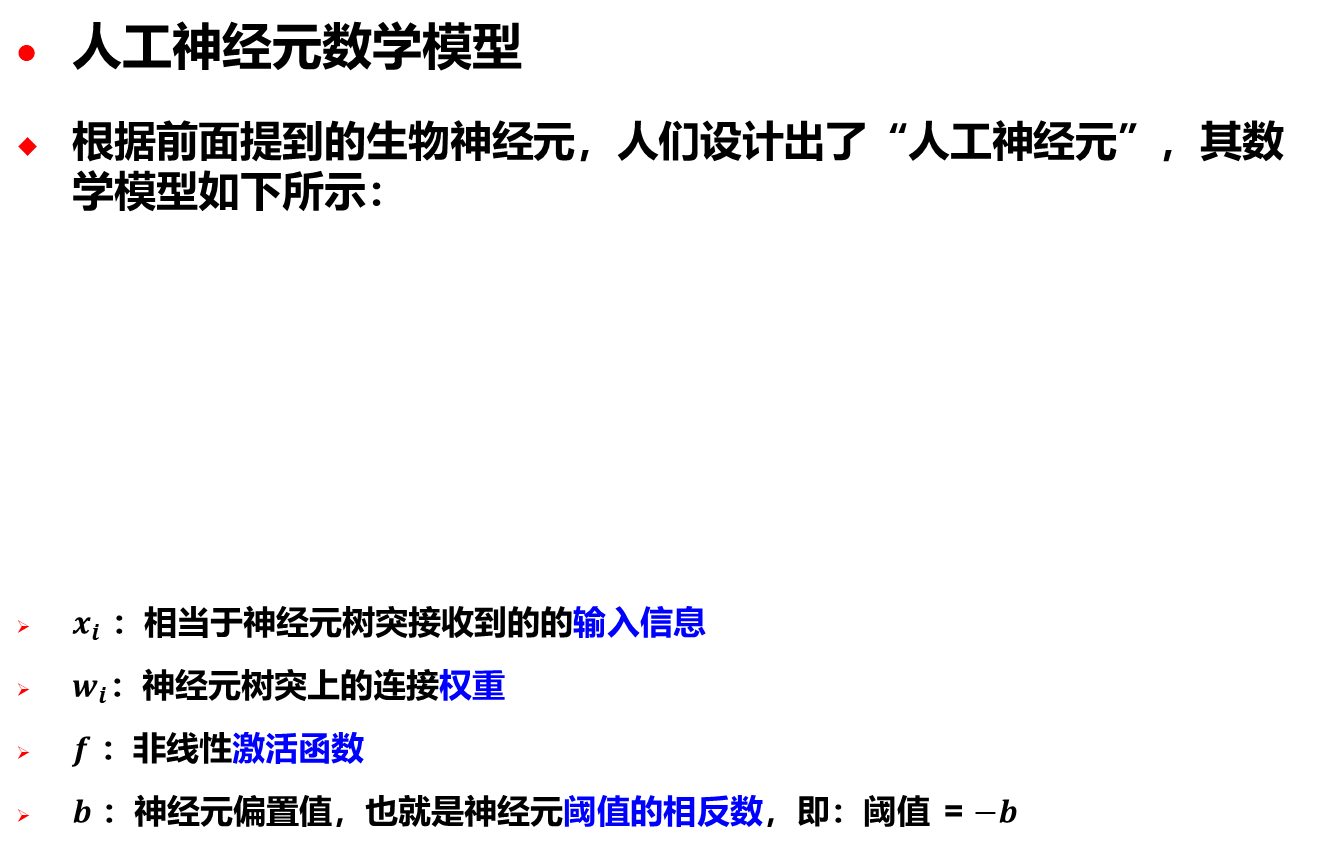 ● 人工神经元数学模型
◆ 根据前面提到的生物神经元，人们设计出了“人工神经元”，其数
学模型如下所示：
➢ xᵢ ：相当于神经元树突接收到的的输入信息
➢ wᵢ：神经元树突上的连接权重
➢ f ：非线性激活函数
➢ b ：神经元偏置值，也就是神经元阈值的相反数，即：阈值 = −b